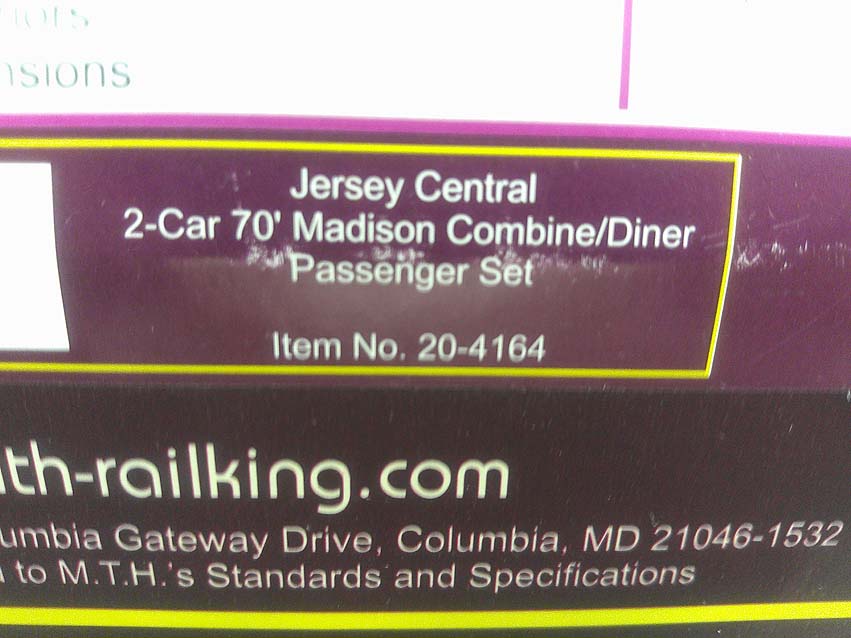 nsions
Jersey Central
2-Car 70' Madison Combine/Diner
Passenger Set
Item No. 20-4164
th-railking.com
umbia Gateway Drive, Columbia, MD 21046-1532
to M.T.H.'s Standards and Specifications